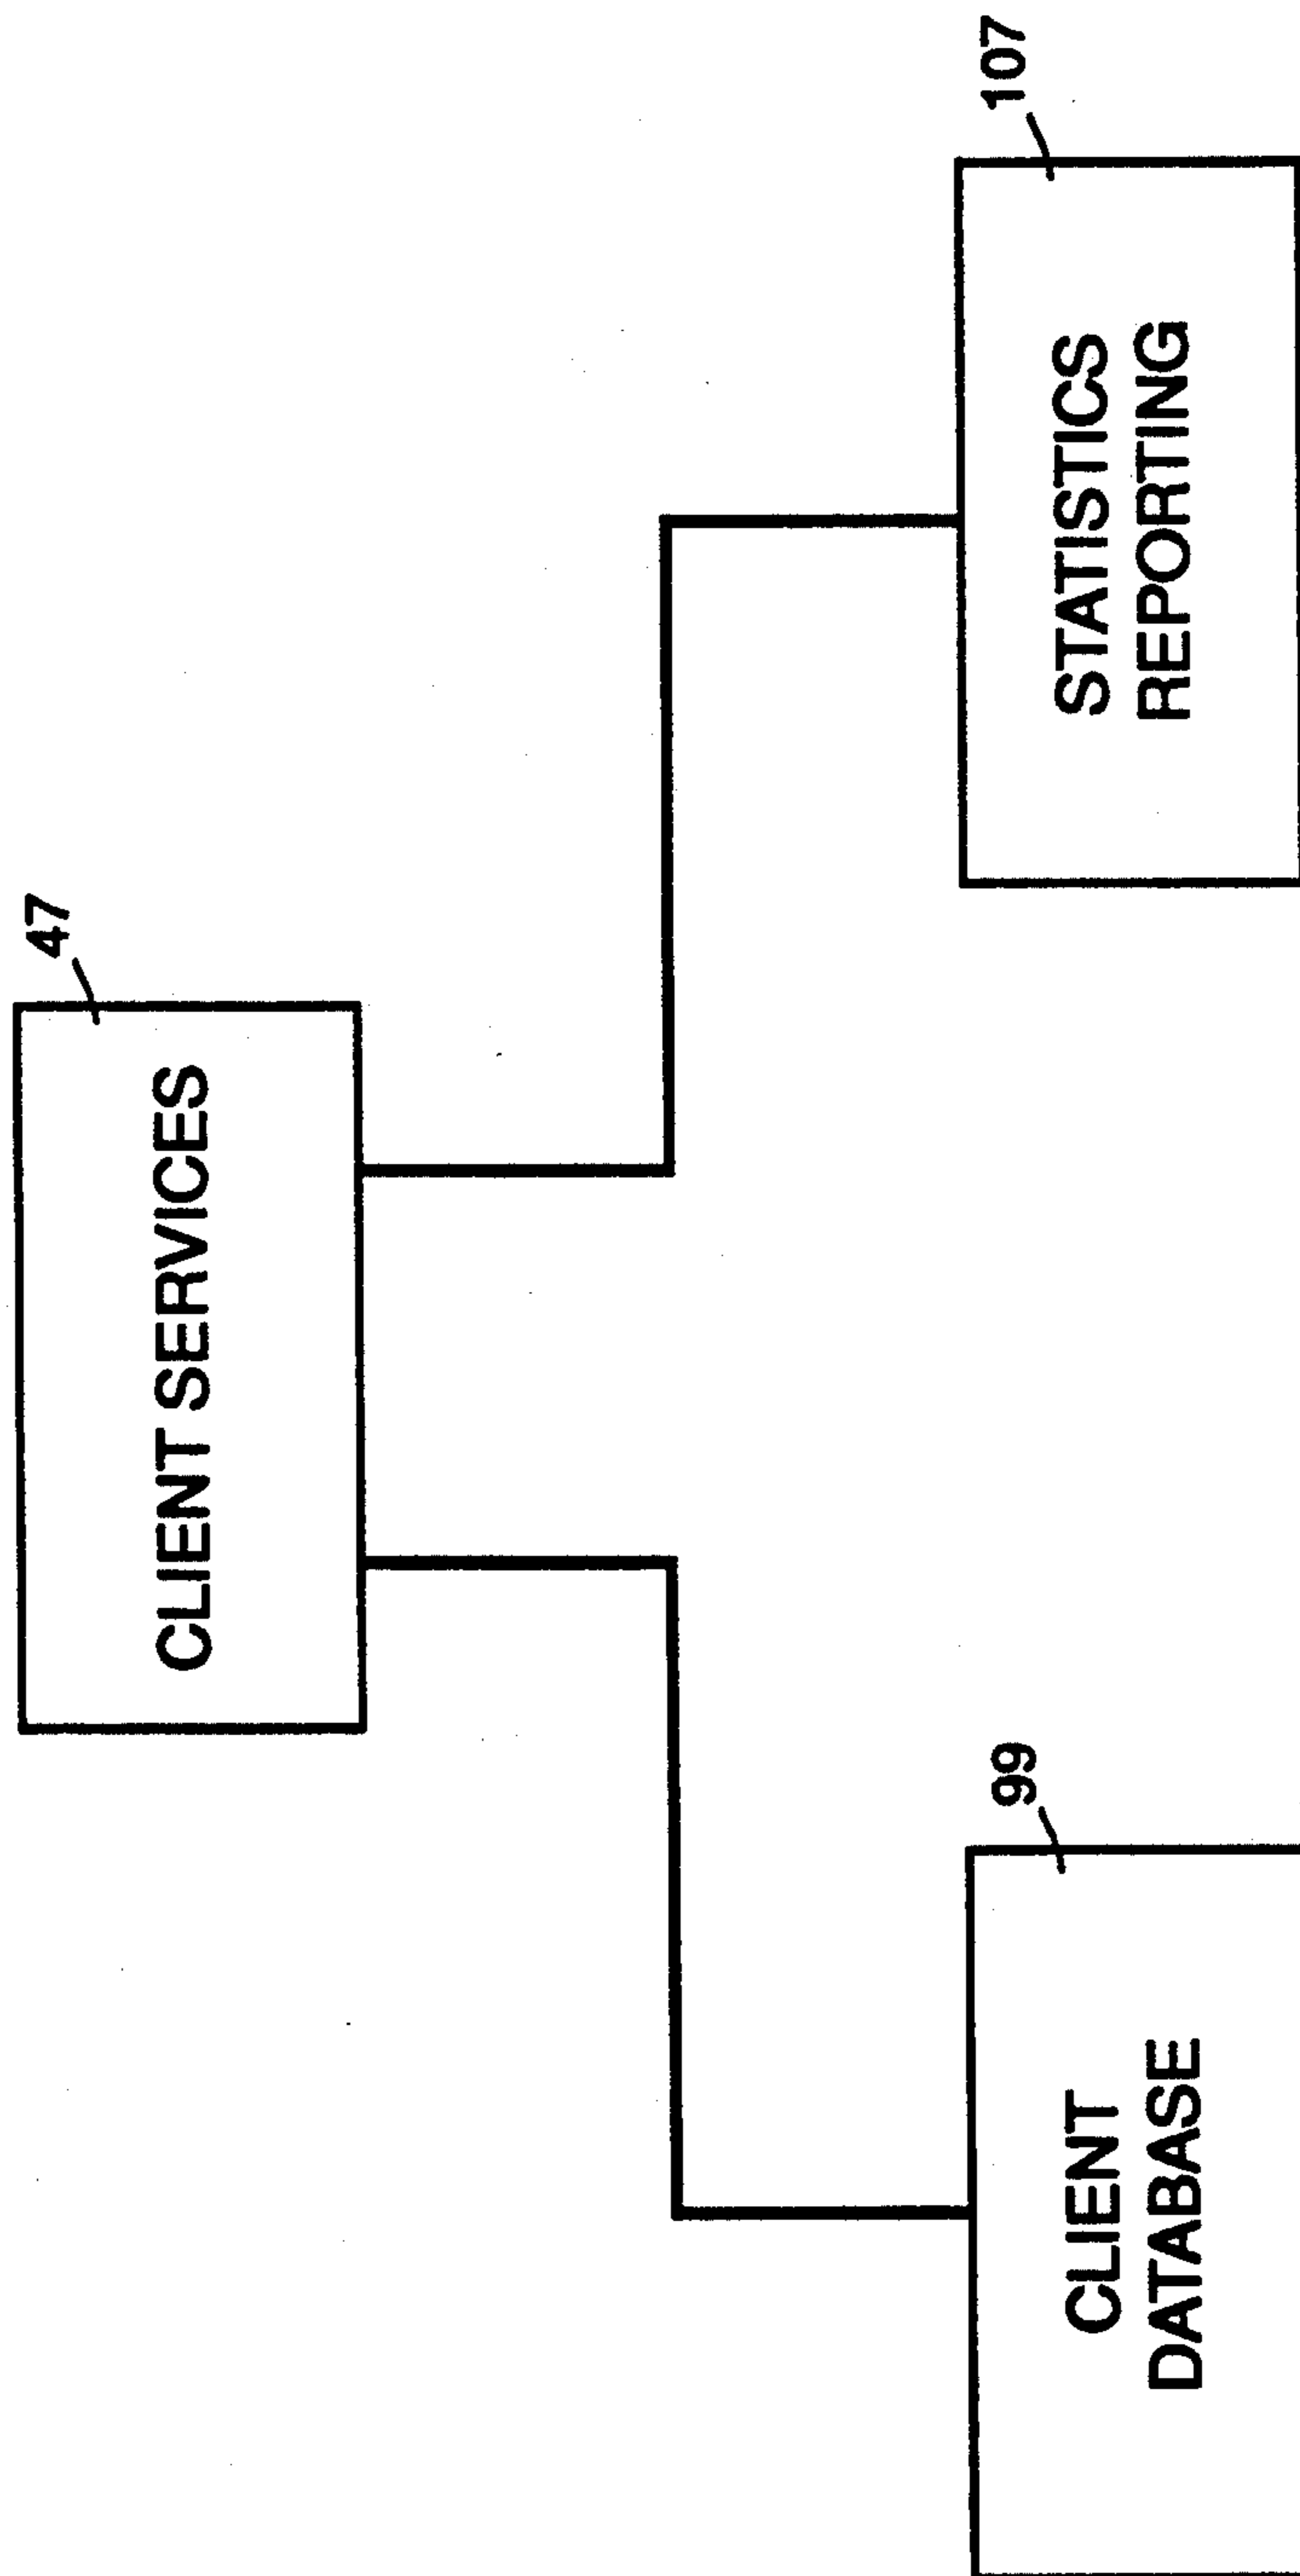 47
CLIENT SERVICES
99
CLIENT
DATABASE
107
STATISTICS
REPORTING